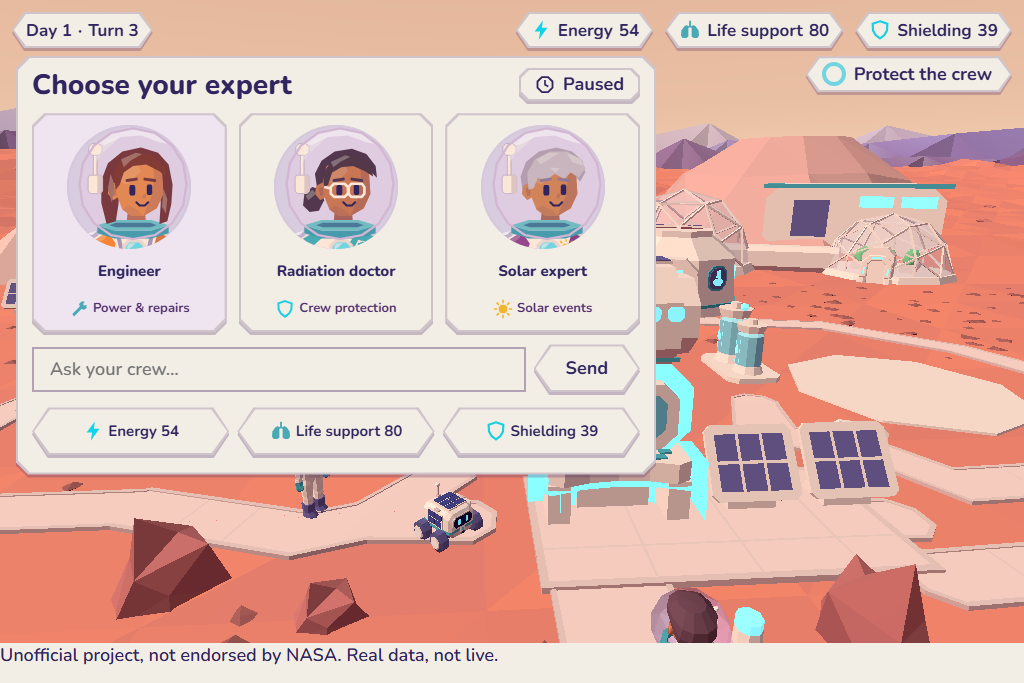 Day 1 · Turn 3
Energy 54
Life support 80
Shielding 39
Protect the crew
Choose your expert
Paused
Engineer
Power & repairs
Radiation doctor
Crew protection
Solar expert
Solar events
Ask your crew...
Send
Energy 54
Life support 80
Shielding 39
Unofficial project, not endorsed by NASA. Real data, not live.